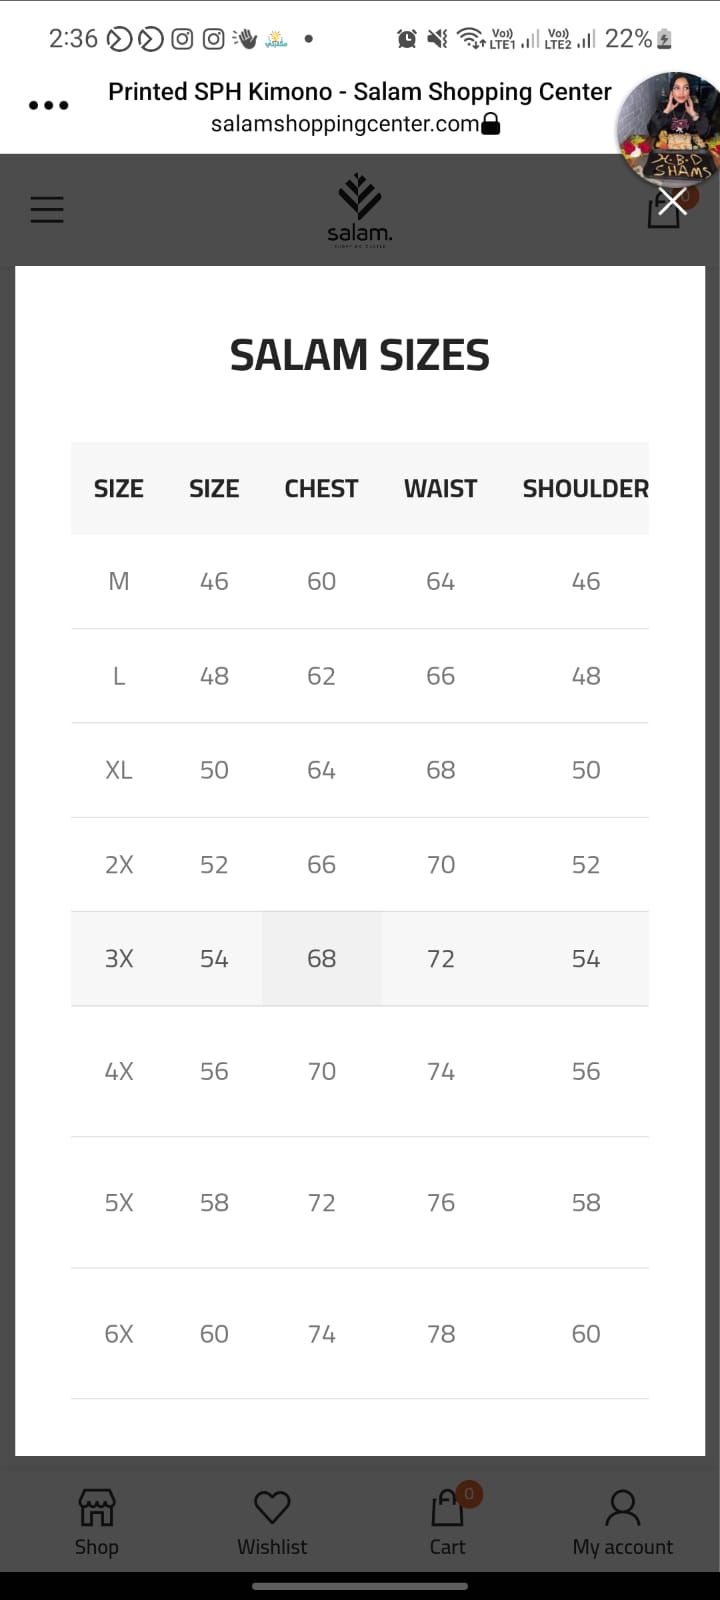 2:36
Vo)) LTE1
Vo)) LTE2
22%
Printed SPH Kimono - Salam Shopping Center
salamshoppingcenter.com
H.B.D
SHAMS
0
salam.
SALAM SIZES
SIZE SIZE CHEST WAIST SHOULDER
M 46 60 64 46
L 48 62 66 48
XL 50 64 68 50
2X 52 66 70 52
3X 54 68 72 54
4X 56 70 74 56
5X 58 72 76 58
6X 60 74 78 60
0
Shop Wishlist Cart My account